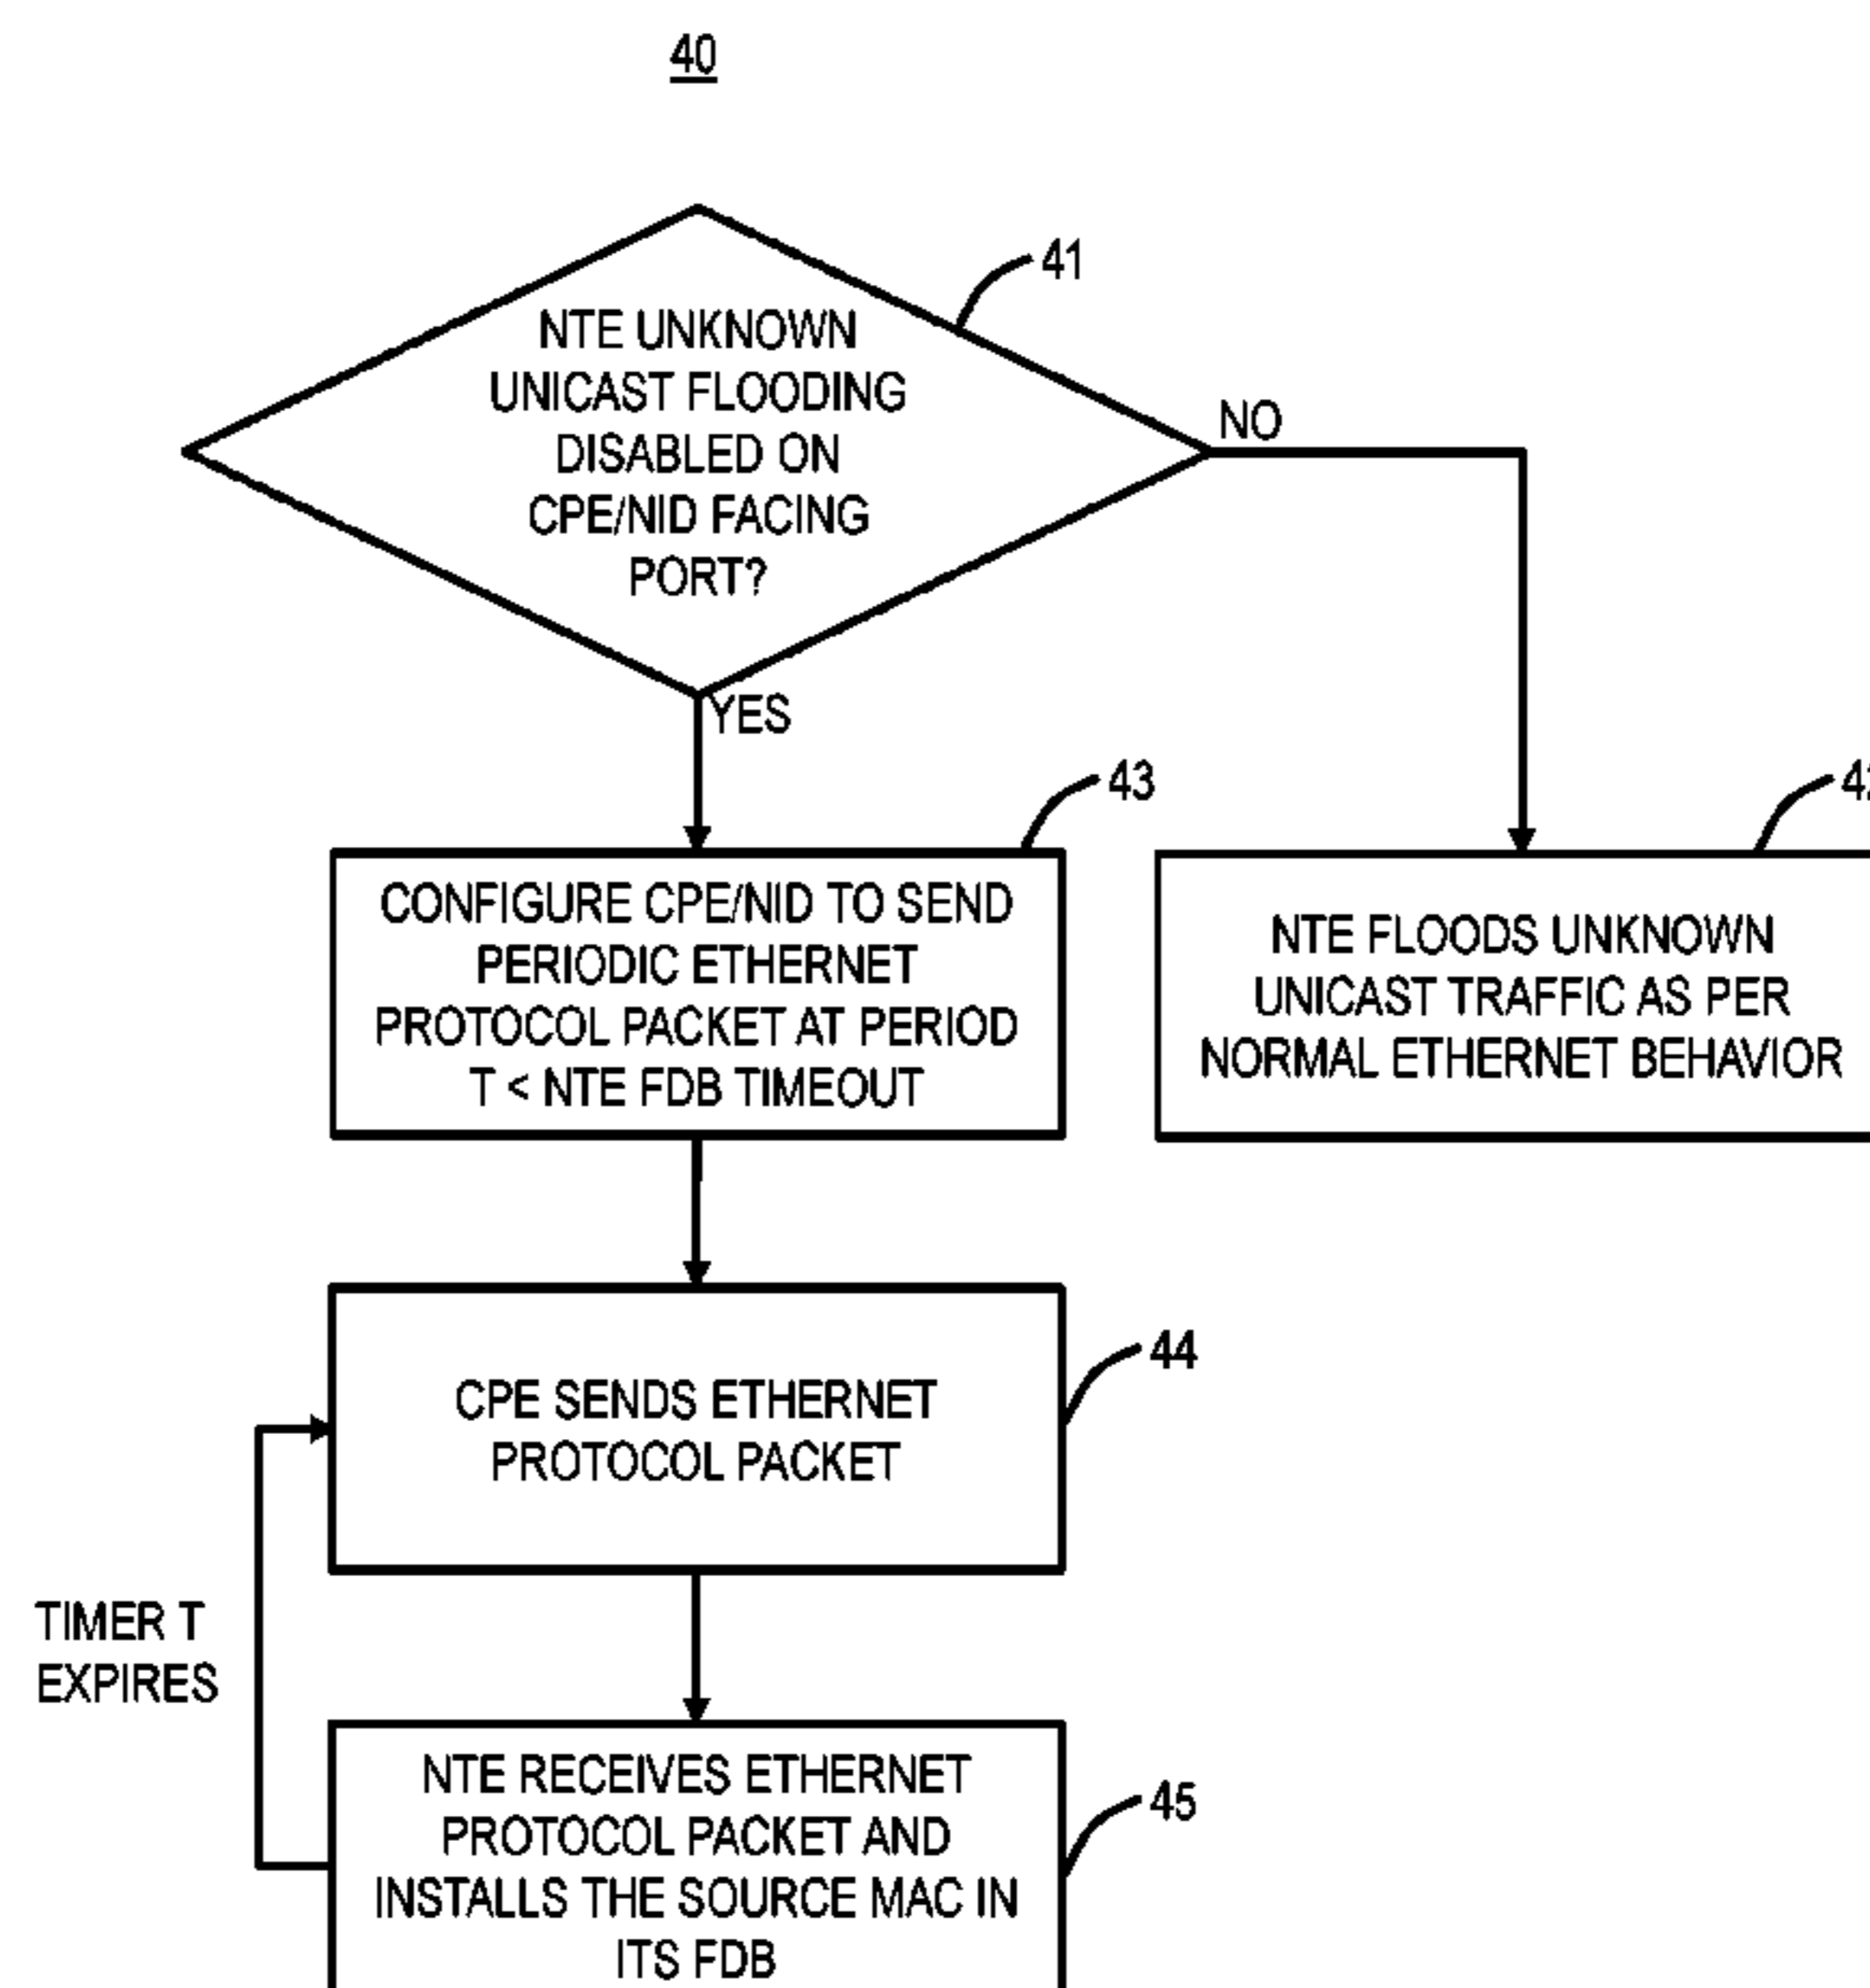 40
41
NTE UNKNOWN
UNICAST FLOODING
DISABLED ON
CPE/NID FACING
PORT?
NO
YES
43
CONFIGURE CPE/NID TO SEND
PERIODIC ETHERNET
PROTOCOL PACKET AT PERIOD
T < NTE FDB TIMEOUT
NTE FLOODS UNKNOWN
UNICAST TRAFFIC AS PER
NORMAL ETHERNET BEHAVIOR
44
CPE SENDS ETHERNET
PROTOCOL PACKET
TIMER T
EXPIRES
45
NTE RECEIVES ETHERNET
PROTOCOL PACKET AND
INSTALLS THE SOURCE MAC IN
ITS FDB